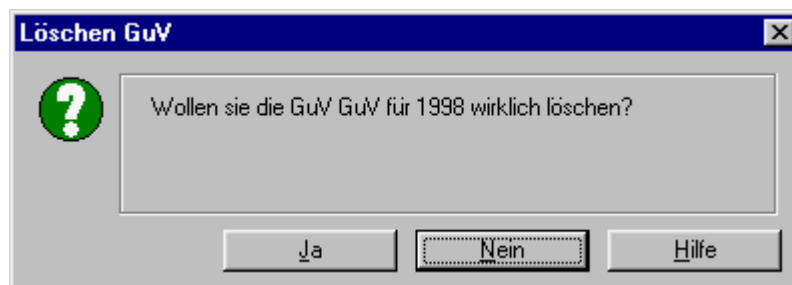 Löschen GuV
Wollen sie die GuV GuV für 1998 wirklich löschen?
Ja
Nein
Hilfe